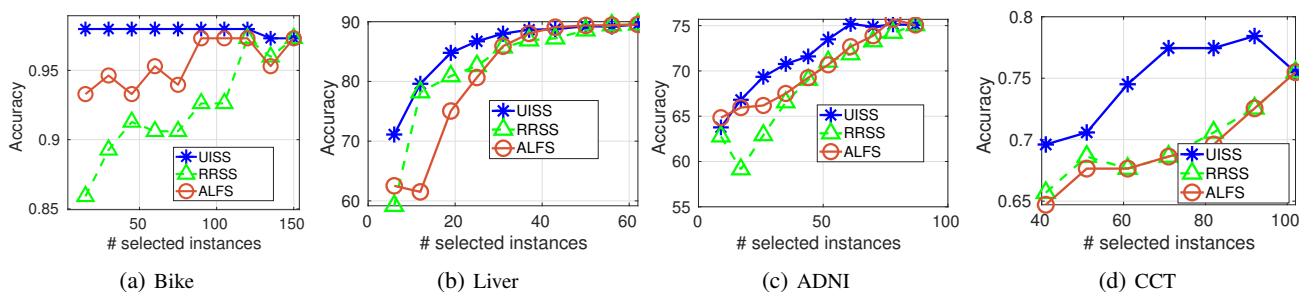 Accuracy
0.95
0.9
0.85
50
100
150
# selected instances
UISS
RRSS
ALFS
(a) Bike
Accuracy
90
80
70
60
0
20
40
60
# selected instances
UISS
RRSS
ALFS
(b) Liver
Accuracy
75
70
65
60
55
0
50
100
# selected instances
UISS
RRSS
ALFS
(c) ADNI
Accuracy
0.8
0.75
0.7
0.65
40
60
80
100
# selected instances
UISS
RRSS
ALFS
(d) CCT